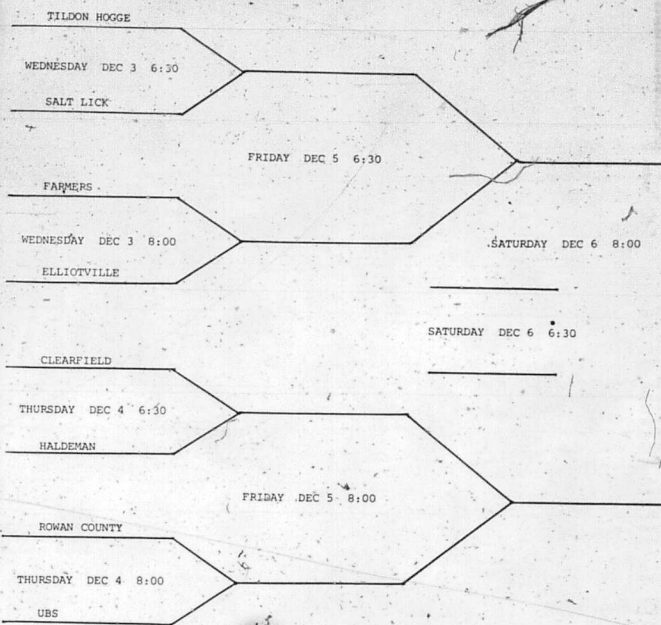 TILDON HOGGE
WEDNESDAY DEC 3 6:30
SALT LICK
FRIDAY DEC 5 6:30
FARMERS
WEDNESDAY DEC 3 8:00
ELLIOTVILLE
SATURDAY DEC 6 8:00
SATURDAY DEC 6 6:30
CLEARFIELD
THURSDAY DEC 4 6:30
HALDEMAN
FRIDAY DEC 5 8:00
ROWAN COUNTY
THURSDAY DEC 4 8:00
UBS